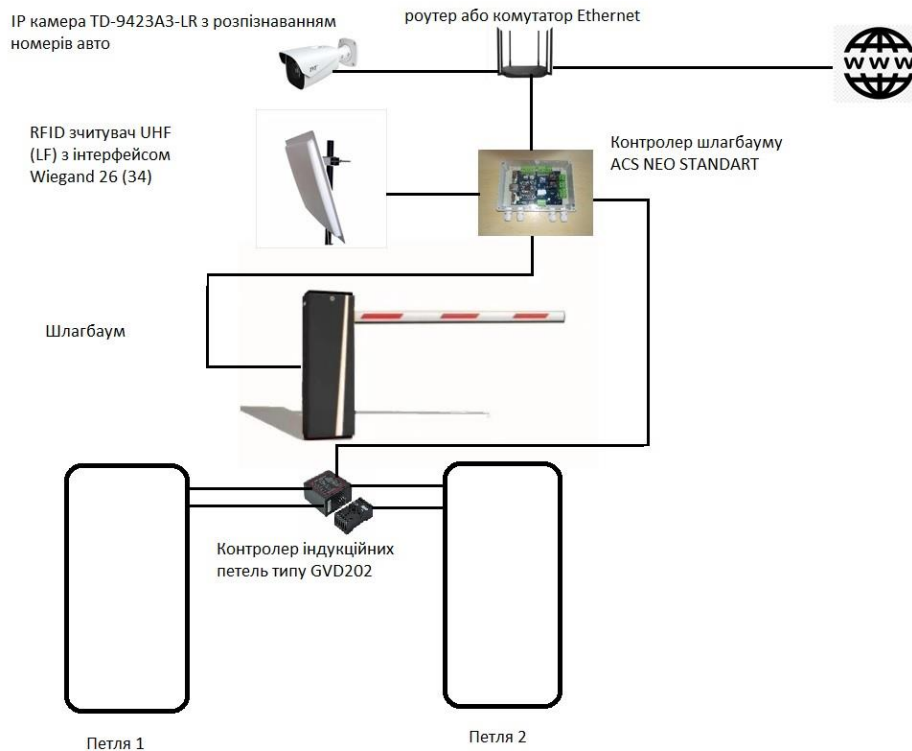 IP камера TD-9423A3-LR з розпізнаванням
номерів авто
роутер або комутатор Ethernet
WWW
RFID зчитувач UHF
(LF) з інтерфейсом
Wiegand 26 (34)
Контролер шлагбауму
ACS NEO STANDART
Шлагбаум
Контролер індукційних
петель типу GVD202
Петля 1
Петля 2